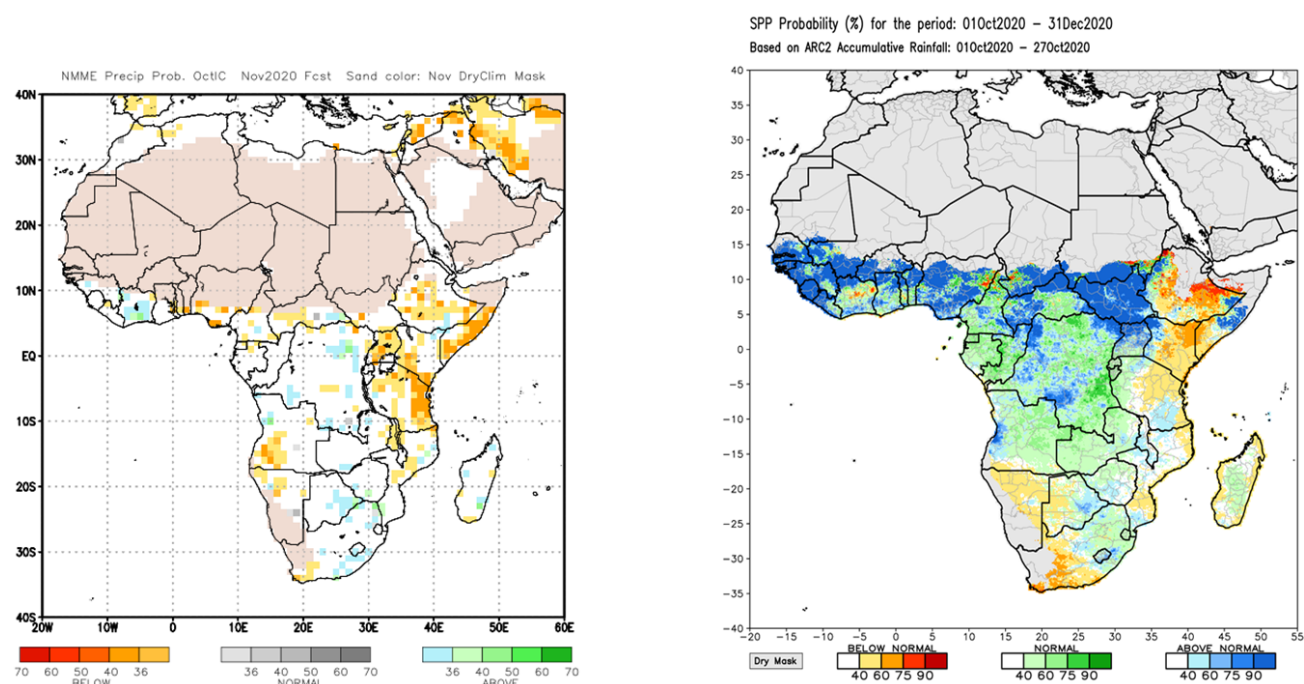 NMME Precip Prob. OctIC Nov2020 Fcst Sand color: Nov DryClim Mask
40N
30N
20N
10N
EQ
10S
20S
30S
40S
20W 10W 0 10E 20E 30E 40E 50E 60E
70 60 50 40 36
BELOW
36 40 50 60 70
NORMAL
36 40 50 60 70
ABOVE
SPP Probability (%) for the period: 01Oct2020 – 31Dec2020
Based on ARC2 Accumulative Rainfall: 01Oct2020 – 27Oct2020
40
35
30
25
20
15
10
5
0
−5
−10
−15
−20
−25
−30
−35
−40
−20 −15 −10 −5 0 5 10 15 20 25 30 35 40 45 50 55
Dry Mask
BELOW NORMAL
40 60 75 90
NORMAL
40 60 75 90
ABOVE NORMAL
40 60 75 90